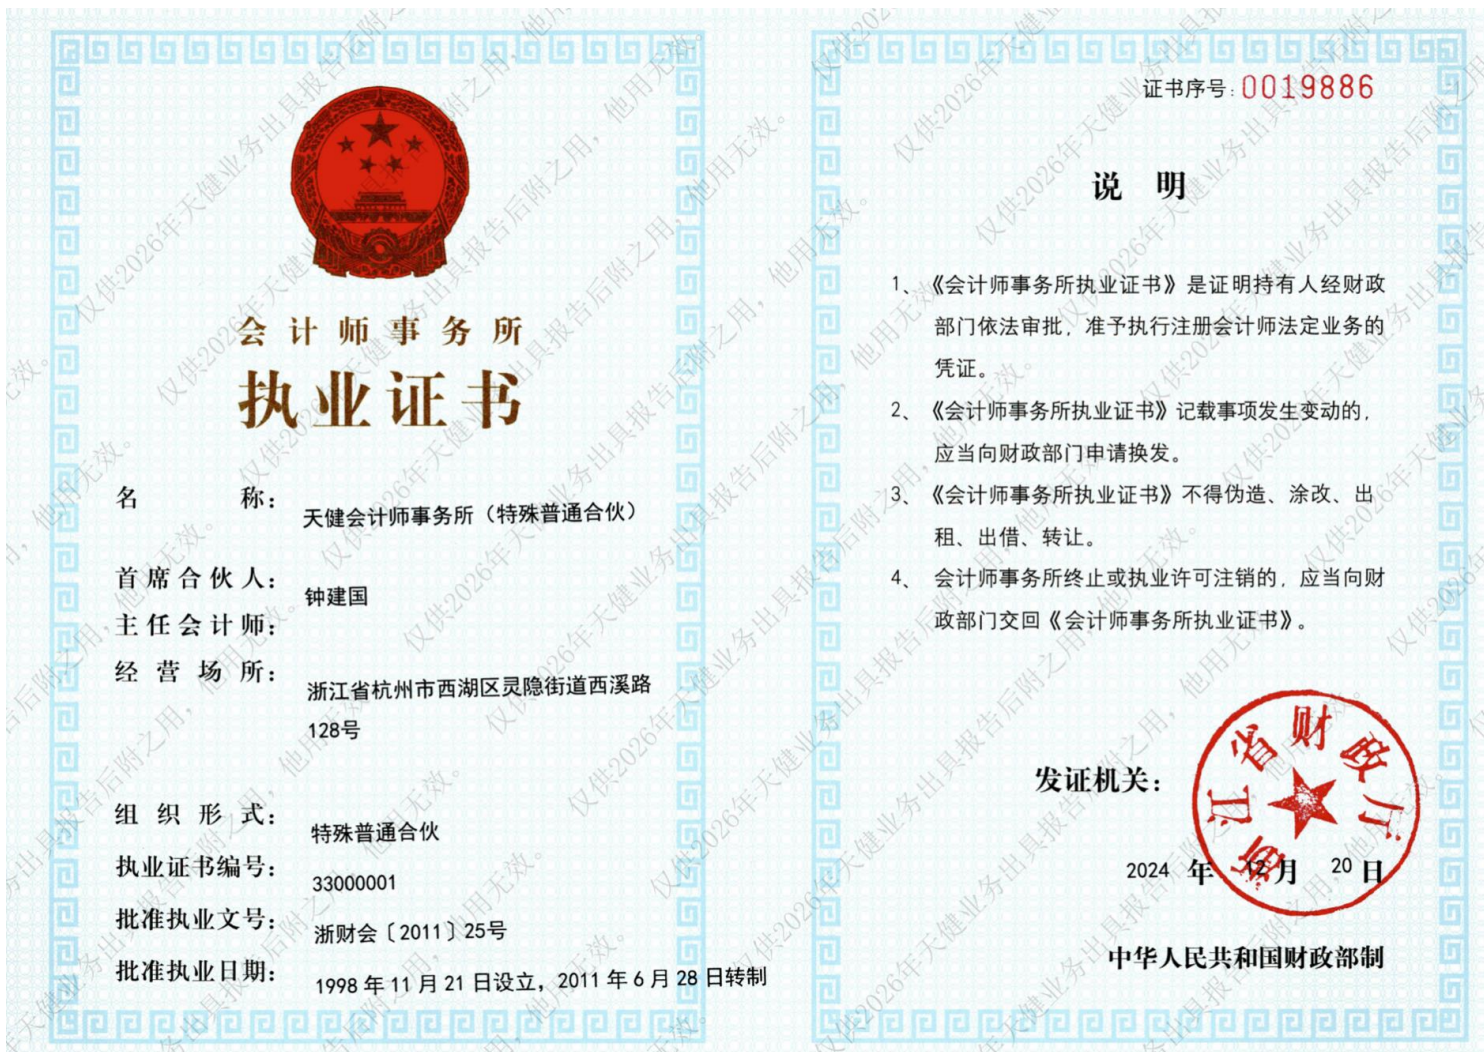 会计师事务所
执业证书
名称：
天健会计师事务所（特殊普通合伙）
首席合伙人：
钟建国
主任会计师：
经营场所：
浙江省杭州市西湖区灵隐街道西溪路
128号
组织形式：
特殊普通合伙
执业证书编号：
33000001
批准执业文号：
浙财会〔2011〕25号
批准执业日期：
1998年11月21日设立，2011年6月28日转制
证书序号：0019886
说明
1、《会计师事务所执业证书》是证明持有人经财政
部门依法审批，准予执行注册会计师法定业务的
凭证。
2、《会计师事务所执业证书》记载事项发生变动的，
应当向财政部门申请换发。
3、《会计师事务所执业证书》不得伪造、涂改、出
租、出借、转让。
4、会计师事务所终止或执业许可注销的，应当向财
政部门交回《会计师事务所执业证书》。
发证机关：
浙江省财政厅
2024年12月20日
中华人民共和国财政部制
仅供2026年天健业务出具报告后附之用，他用无效。